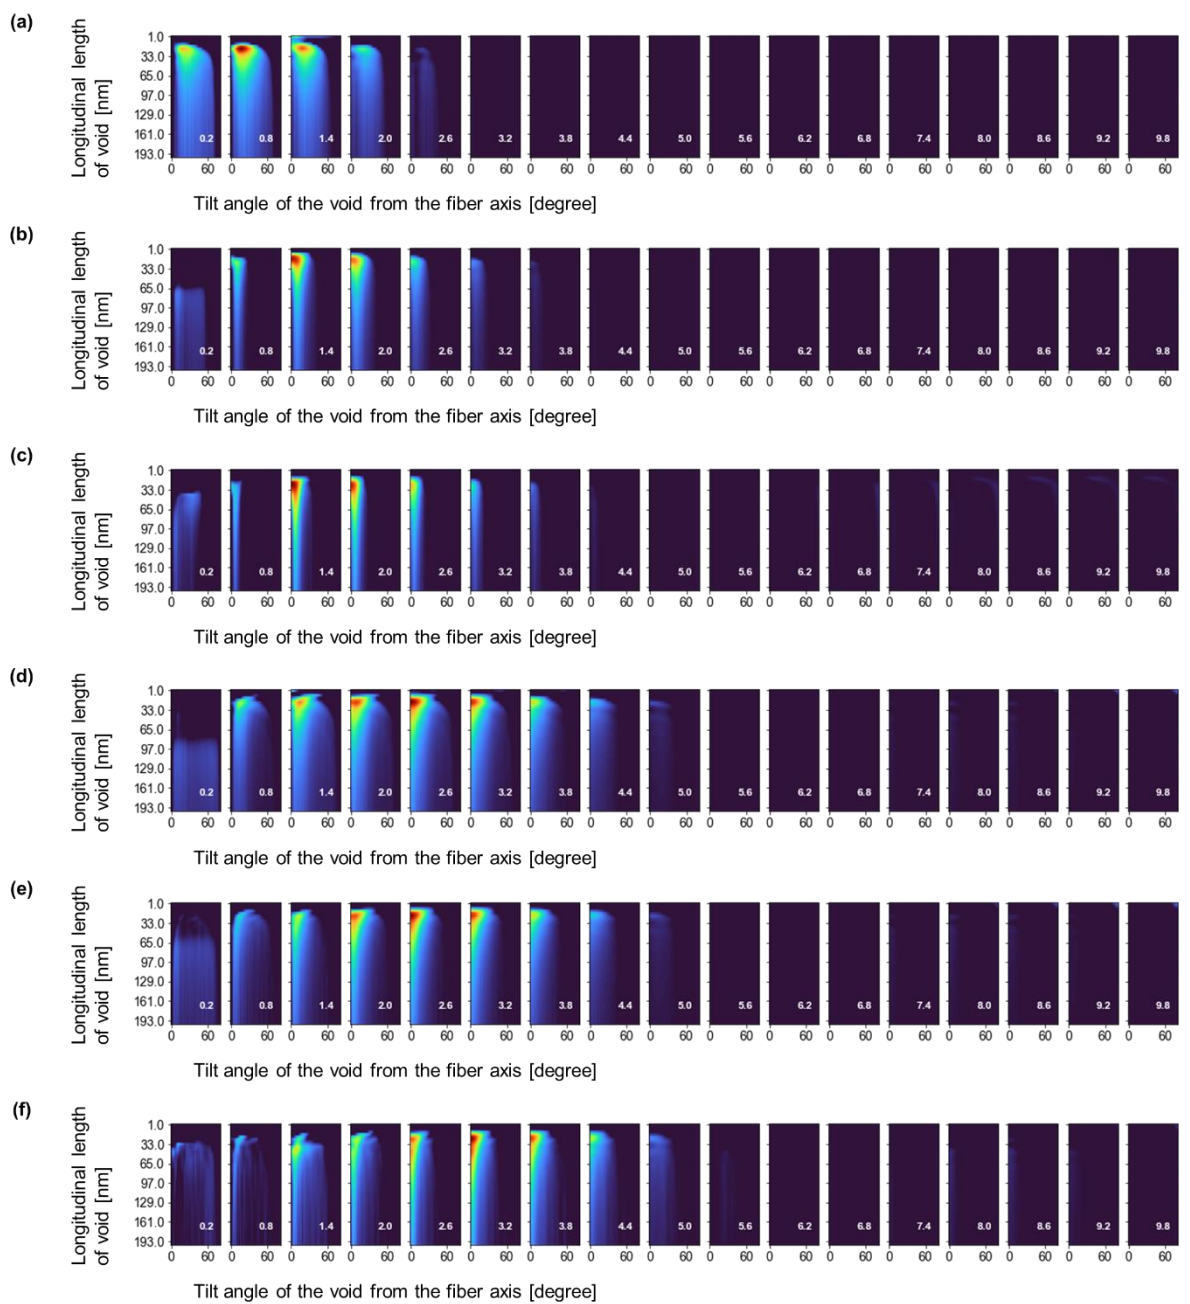 (a)
Longitudinal length
of void [nm]
1.0
33.0
65.0
97.0
129.0
161.0
193.0
0.2 0.8 1.4 2.0 2.6 3.2 3.8 4.4 5.0 5.6 6.2 6.8 7.4 8.0 8.6 9.2 9.8
0 60 0 60 0 60 0 60 0 60 0 60 0 60 0 60 0 60 0 60 0 60 0 60 0 60 0 60 0 60 0 60 0 60
Tilt angle of the void from the fiber axis [degree]
(b)
Longitudinal length
of void [nm]
1.0
33.0
65.0
97.0
129.0
161.0
193.0
0.2 0.8 1.4 2.0 2.6 3.2 3.8 4.4 5.0 5.6 6.2 6.8 7.4 8.0 8.6 9.2 9.8
0 60 0 60 0 60 0 60 0 60 0 60 0 60 0 60 0 60 0 60 0 60 0 60 0 60 0 60 0 60 0 60 0 60
Tilt angle of the void from the fiber axis [degree]
(c)
Longitudinal length
of void [nm]
1.0
33.0
65.0
97.0
129.0
161.0
193.0
0.2 0.8 1.4 2.0 2.6 3.2 3.8 4.4 5.0 5.6 6.2 6.8 7.4 8.0 8.6 9.2 9.8
0 60 0 60 0 60 0 60 0 60 0 60 0 60 0 60 0 60 0 60 0 60 0 60 0 60 0 60 0 60 0 60 0 60
Tilt angle of the void from the fiber axis [degree]
(d)
Longitudinal length
of void [nm]
1.0
33.0
65.0
97.0
129.0
161.0
193.0
0.2 0.8 1.4 2.0 2.6 3.2 3.8 4.4 5.0 5.6 6.2 6.8 7.4 8.0 8.6 9.2 9.8
0 60 0 60 0 60 0 60 0 60 0 60 0 60 0 60 0 60 0 60 0 60 0 60 0 60 0 60 0 60 0 60 0 60
Tilt angle of the void from the fiber axis [degree]
(e)
Longitudinal length
of void [nm]
1.0
33.0
65.0
97.0
129.0
161.0
193.0
0.2 0.8 1.4 2.0 2.6 3.2 3.8 4.4 5.0 5.6 6.2 6.8 7.4 8.0 8.6 9.2 9.8
0 60 0 60 0 60 0 60 0 60 0 60 0 60 0 60 0 60 0 60 0 60 0 60 0 60 0 60 0 60 0 60 0 60
Tilt angle of the void from the fiber axis [degree]
(f)
Longitudinal length
of void [nm]
1.0
33.0
65.0
97.0
129.0
161.0
193.0
0.2 0.8 1.4 2.0 2.6 3.2 3.8 4.4 5.0 5.6 6.2 6.8 7.4 8.0 8.6 9.2 9.8
0 60 0 60 0 60 0 60 0 60 0 60 0 60 0 60 0 60 0 60 0 60 0 60 0 60 0 60 0 60 0 60 0 60
Tilt angle of the void from the fiber axis [degree]